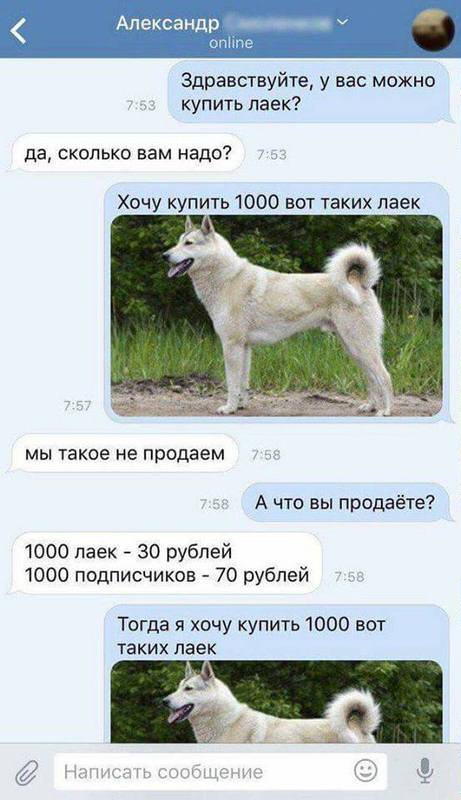 Александр
online
Здравствуйте, у вас можно
купить лаек?
7:53
да, сколько вам надо?
7:53
Хочу купить 1000 вот таких лаек
7:57
мы такое не продаем
7:58
А что вы продаёте?
7:58
1000 лаек - 30 рублей
1000 подписчиков - 70 рублей
7:58
Тогда я хочу купить 1000 вот
таких лаек
Написать сообщение